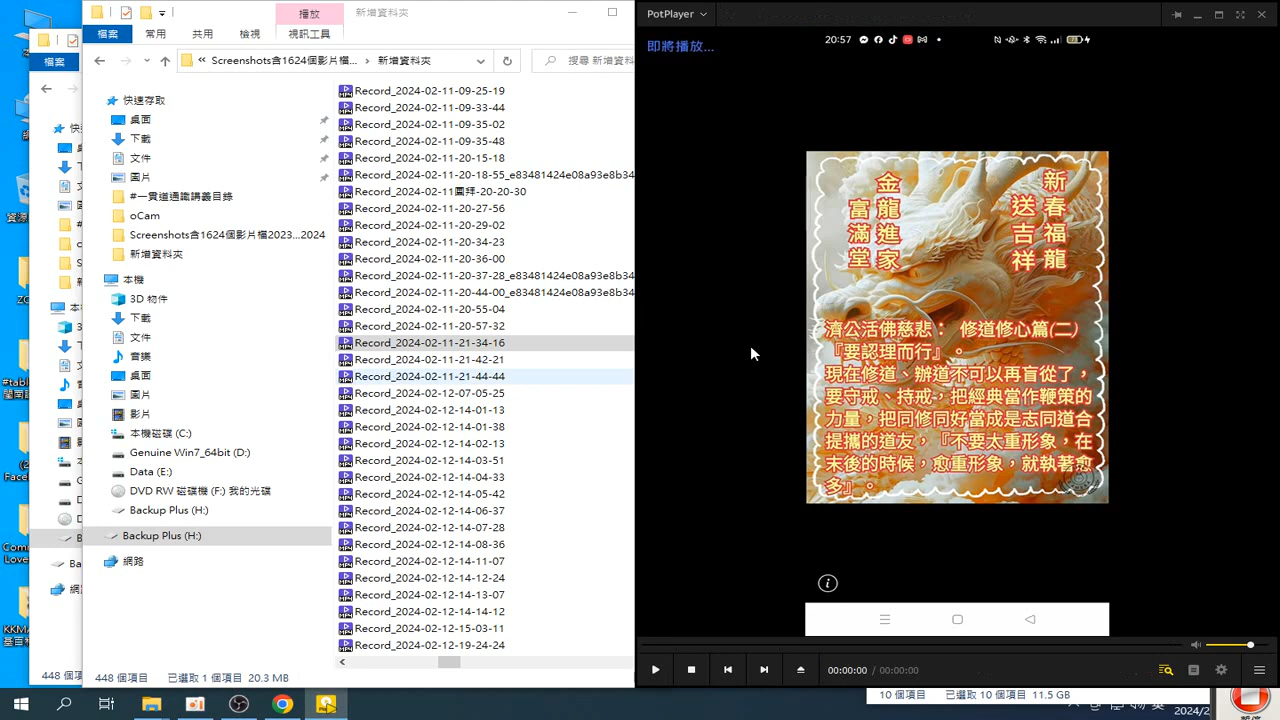 播放
新增資料夾
檔案
常用
共用
檢視
視訊工具
檔案
Screenshots含1624個影片檔... › 新增資料夾
搜尋 新增資料
快速存取
桌面
下載
文件
圖片
#一貫道通識講義目錄
oCam
Screenshots含1624個影片檔2023...2024
新增資料夾
本機
3D 物件
下載
文件
音樂
桌面
圖片
影片
本機磁碟 (C:)
Genuine Win7_64bit (D:)
Data (E:)
DVD RW 磁碟機 (F:) 我的光碟
Backup Plus (H:)
Backup Plus (H:)
網路
448 個項目
已選取 1 個項目 20.3 MB
Record_2024-02-11-09-25-19
Record_2024-02-11-09-33-44
Record_2024-02-11-09-35-02
Record_2024-02-11-09-35-48
Record_2024-02-11-20-15-18
Record_2024-02-11-20-18-55_e83481424e08a93e8b34
Record_2024-02-11團拜-20-20-30
Record_2024-02-11-20-27-56
Record_2024-02-11-20-29-02
Record_2024-02-11-20-34-23
Record_2024-02-11-20-36-00
Record_2024-02-11-20-37-28_e83481424e08a93e8b34
Record_2024-02-11-20-44-00_e83481424e08a93e8b34
Record_2024-02-11-20-55-04
Record_2024-02-11-20-57-32
Record_2024-02-11-21-34-16
Record_2024-02-11-21-42-21
Record_2024-02-11-21-44-44
Record_2024-02-12-07-05-25
Record_2024-02-12-14-01-13
Record_2024-02-12-14-01-38
Record_2024-02-12-14-02-13
Record_2024-02-12-14-03-51
Record_2024-02-12-14-04-33
Record_2024-02-12-14-05-42
Record_2024-02-12-14-06-37
Record_2024-02-12-14-07-28
Record_2024-02-12-14-08-36
Record_2024-02-12-14-11-07
Record_2024-02-12-14-12-24
Record_2024-02-12-14-13-07
Record_2024-02-12-14-14-12
Record_2024-02-12-15-03-11
Record_2024-02-12-19-24-24
PotPlayer
即將播放...
20:57
新春福龍
送吉祥
金龍進家
富滿堂
濟公活佛慈悲： 修道修心篇(二)
『要認理而行』。
現在修道、辦道不可以再盲從了，
要守戒、持戒，把經典當作鞭策的
力量，把同修同好當成是志同道合
提攜的道友，『不要太重形象，在
末後的時候，愈重形象，就執著愈
多』。
00:00:00 / 00:00:00
10 個項目
已選取 10 個項目 11.5 GB
2024/2